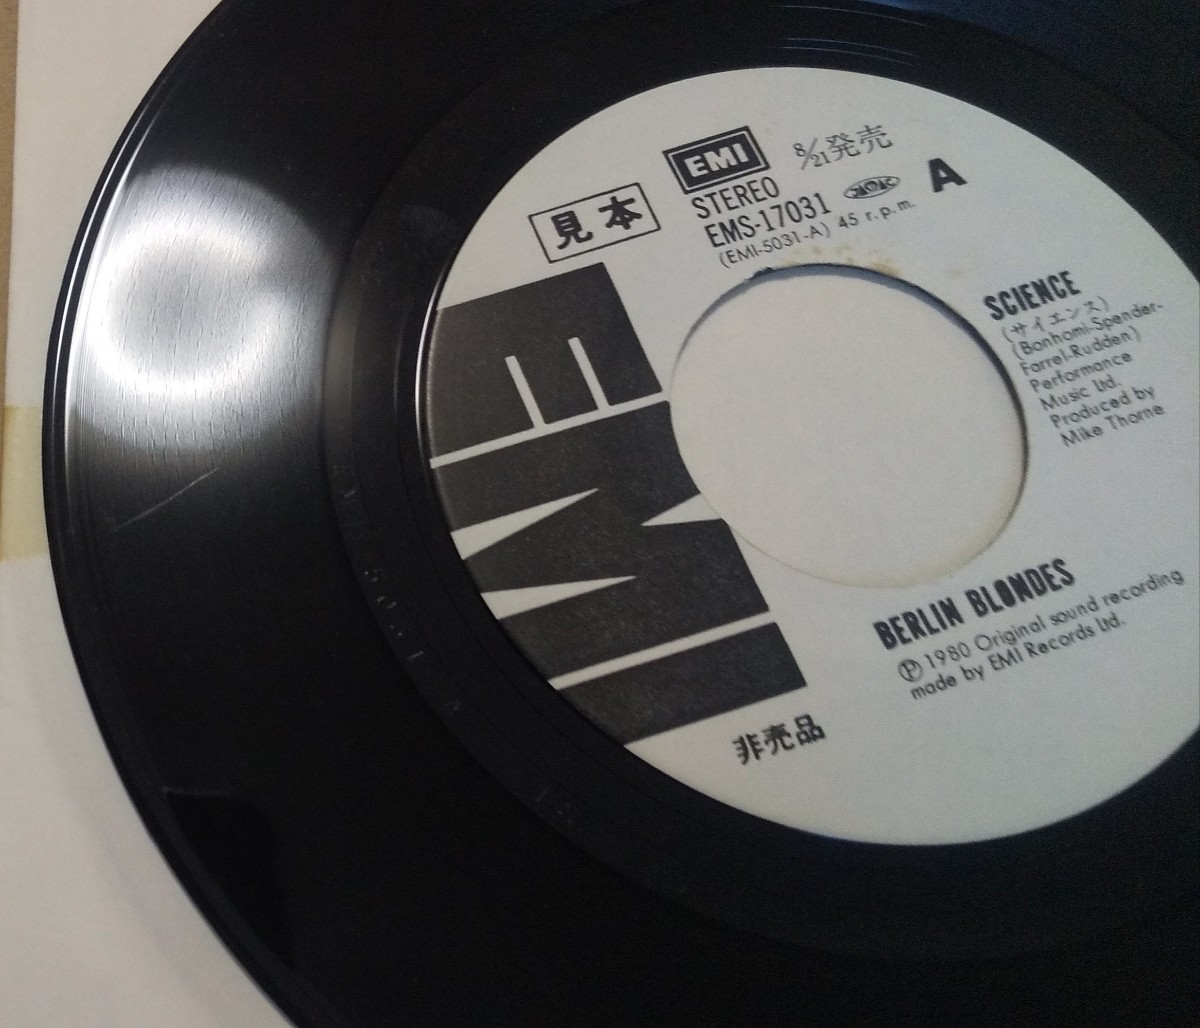 EMI
8/21発売
見本
STEREO
EMS-17031
A
(EMI-5031-A) 45 r.p.m.
EMI
SCIENCE
(サイエンス)
(Bonhomi-Spender-
Farrel-Rudden)
Performance
Music Ltd.
Produced by
Mike Thorne
BERLIN BLONDES
Ⓟ 1980 Original sound recording
made by EMI Records Ltd.
非売品